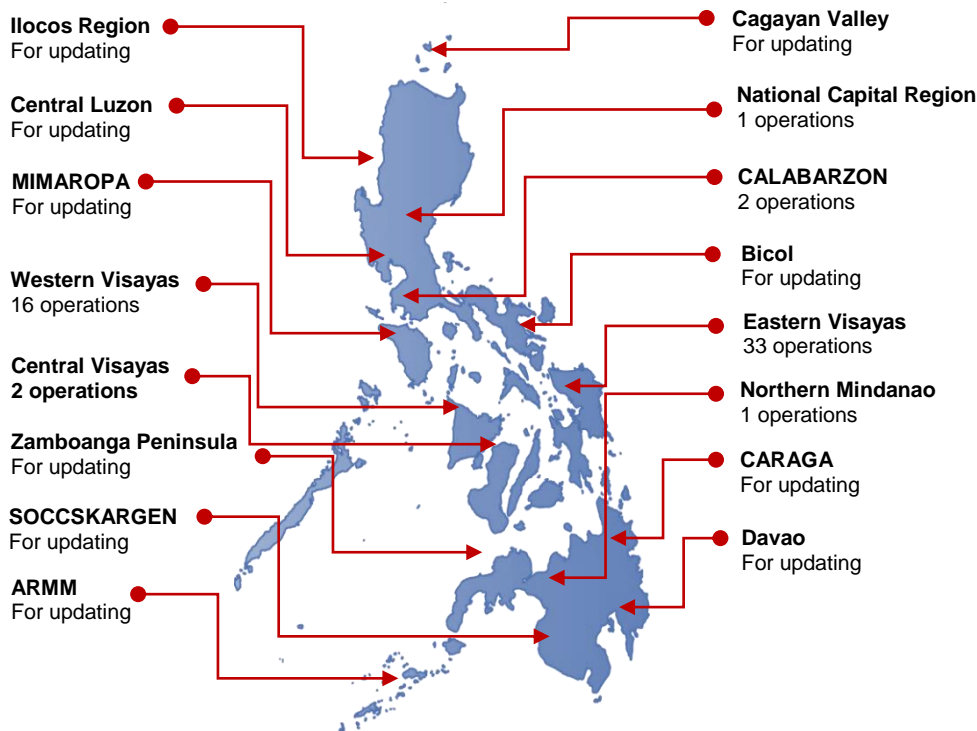 Ilocos Region
For updating
Central Luzon
For updating
MIMAROPA
For updating
Western Visayas
16 operations
Central Visayas
2 operations
Zamboanga Peninsula
For updating
SOCCSKARGEN
For updating
ARMM
For updating
Cagayan Valley
For updating
National Capital Region
1 operations
CALABARZON
2 operations
Bicol
For updating
Eastern Visayas
33 operations
Northern Mindanao
1 operations
CARAGA
For updating
Davao
For updating